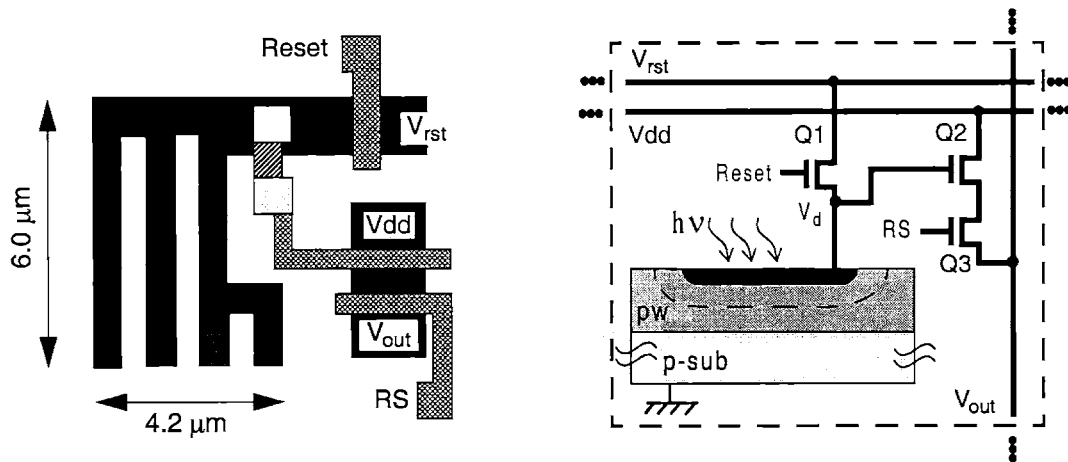 Reset
V_rst
Vdd
V_out
RS
6.0 μm
4.2 μm
V_rst
Vdd
Q1
Q2
Reset
V_d
RS
hν
Q3
pw
p-sub
V_out